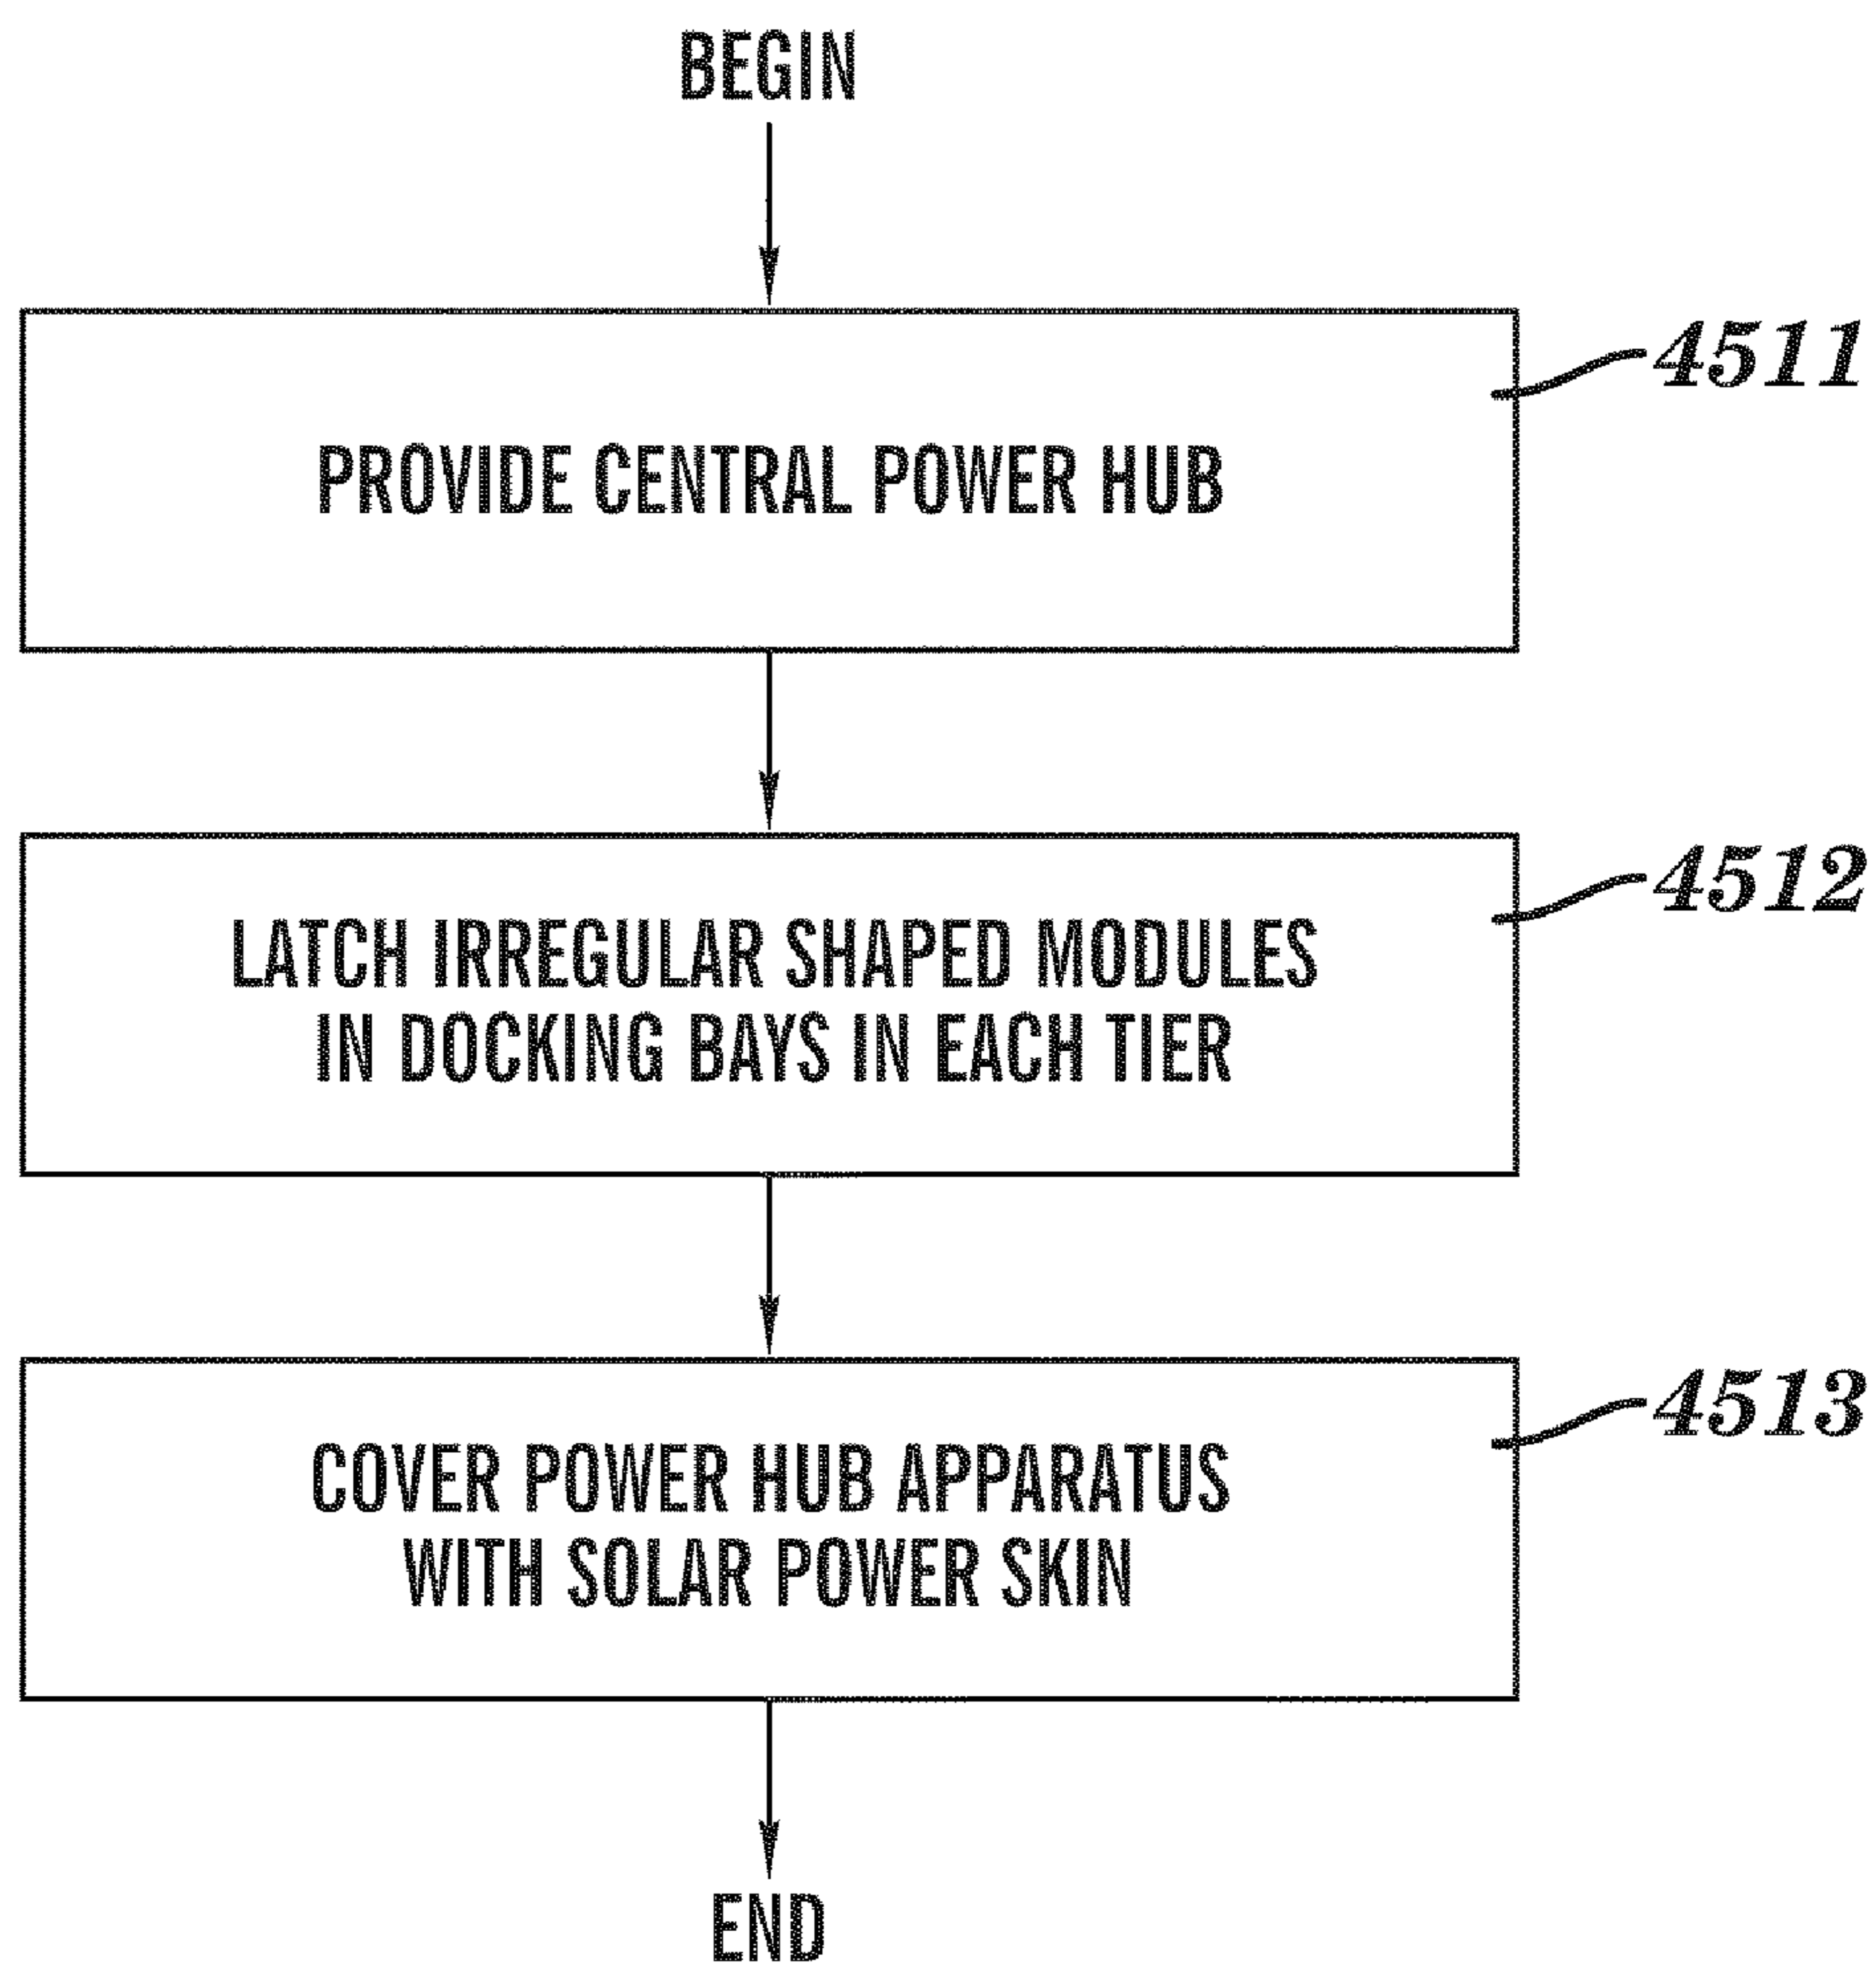 BEGIN
4511
PROVIDE CENTRAL POWER HUB
4512
LATCH IRREGULAR SHAPED MODULES
IN DOCKING BAYS IN EACH TIER
4513
COVER POWER HUB APPARATUS
WITH SOLAR POWER SKIN
END